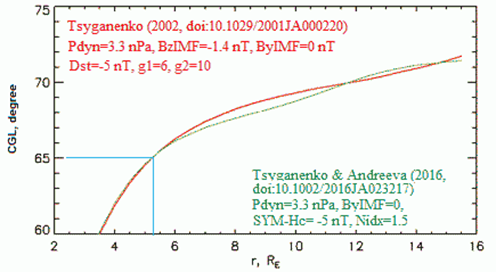 75
Tsyganenko (2002, doi:10.1029/2001JA000220)
Pdyn=3.3 nPa, BzIMF=-1.4 nT, ByIMF=0 nT
Dst=-5 nT, g1=6, g2=10
70
CGL, degree
65
Tsyganenko & Andreeva (2016,
doi:10.1002/2016JA023217)
Pdyn=3.3 nPa, ByIMF=0,
SYM-Hc= -5 nT, Nidx=1.5
60
2 4 6 8 10 12 14 16
r, RE